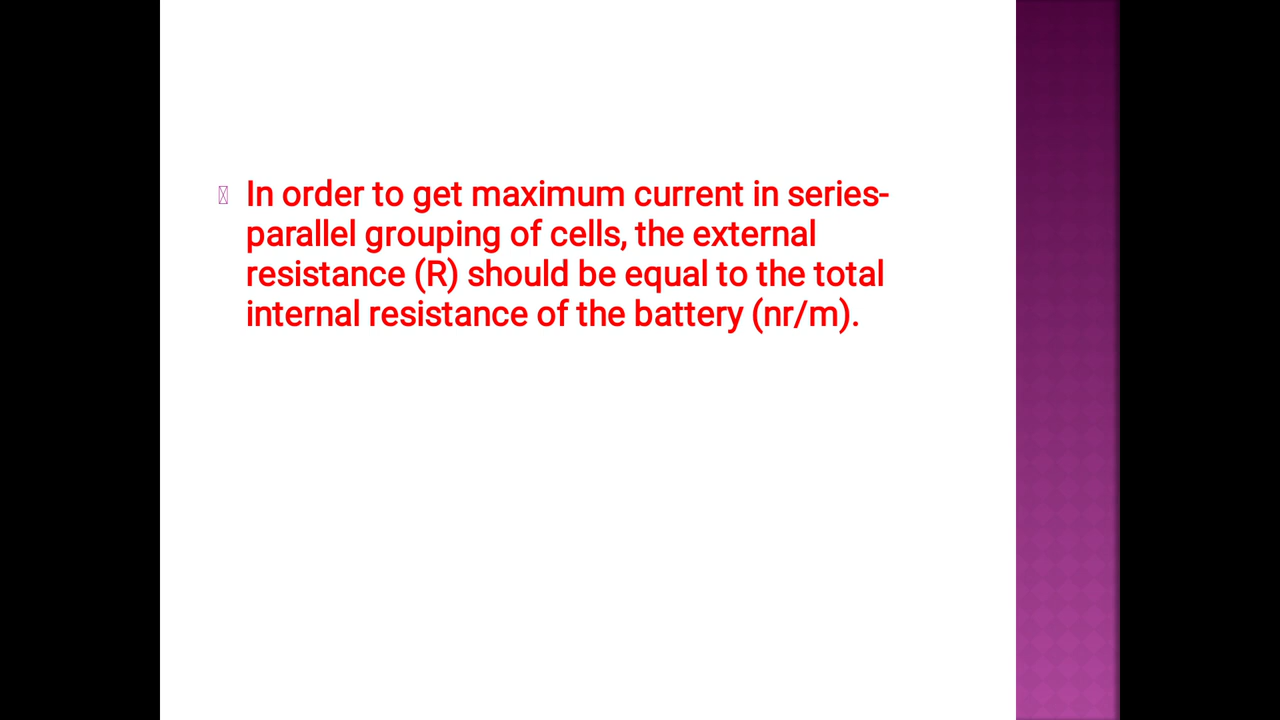 In order to get maximum current in series-
parallel grouping of cells, the external
resistance (R) should be equal to the total
internal resistance of the battery (nr/m).